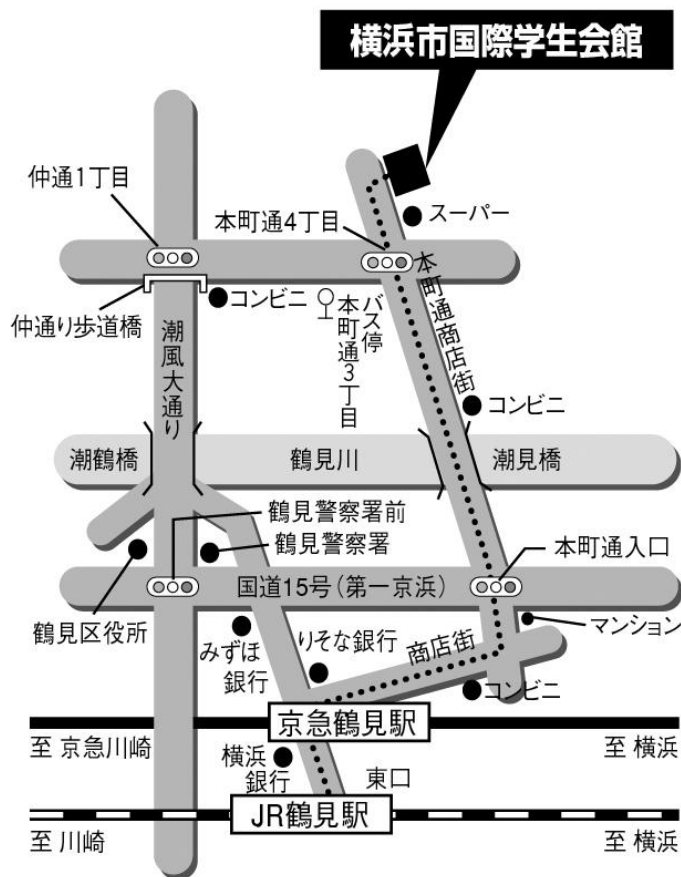 横浜市国際学生会館
仲通1丁目
本町通4丁目
スーパー
仲通り歩道橋
コンビニ
バス停
本町通3丁目
本町通商店街
潮風大通り
コンビニ
潮鶴橋
鶴見川
潮見橋
鶴見警察署前
鶴見警察署
本町通入口
国道15号(第一京浜)
鶴見区役所
みずほ
銀行
りそな銀行
商店街
マンション
コンビニ
京急鶴見駅
至 京急川崎
至 横浜
横浜
銀行
東口
JR鶴見駅
至 川崎
至 横浜